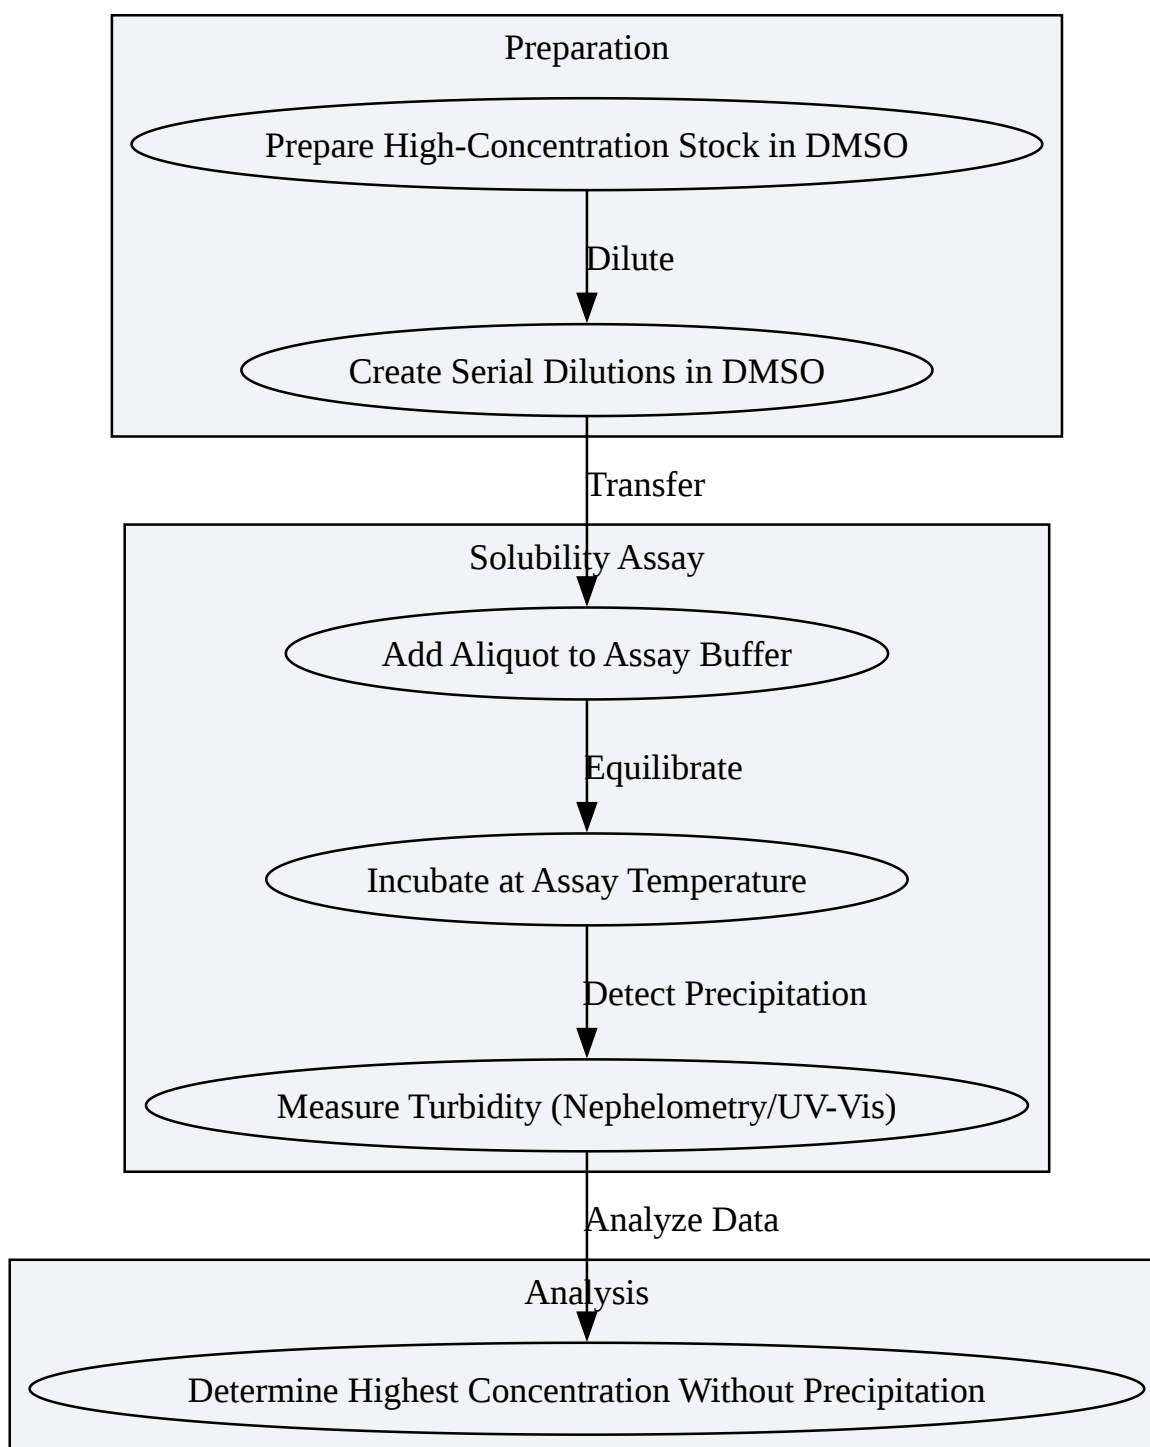 Preparation
Prepare High-Concentration Stock in DMSO
Dilute
Create Serial Dilutions in DMSO
Transfer
Solubility Assay
Add Aliquot to Assay Buffer
Equilibrate
Incubate at Assay Temperature
Detect Precipitation
Measure Turbidity (Nephelometry/UV-Vis)
Analyze Data
Analysis
Determine Highest Concentration Without Precipitation